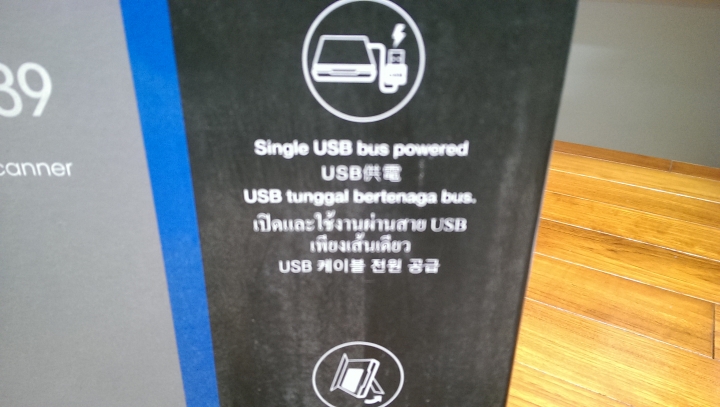 39
canner
Single USB bus powered
USB供電
USB tunggal bertenaga bus.
เปิดและใช้งานผ่านสาย USB
เพียงเส้นเดียว
USB 케이블 전원 공급